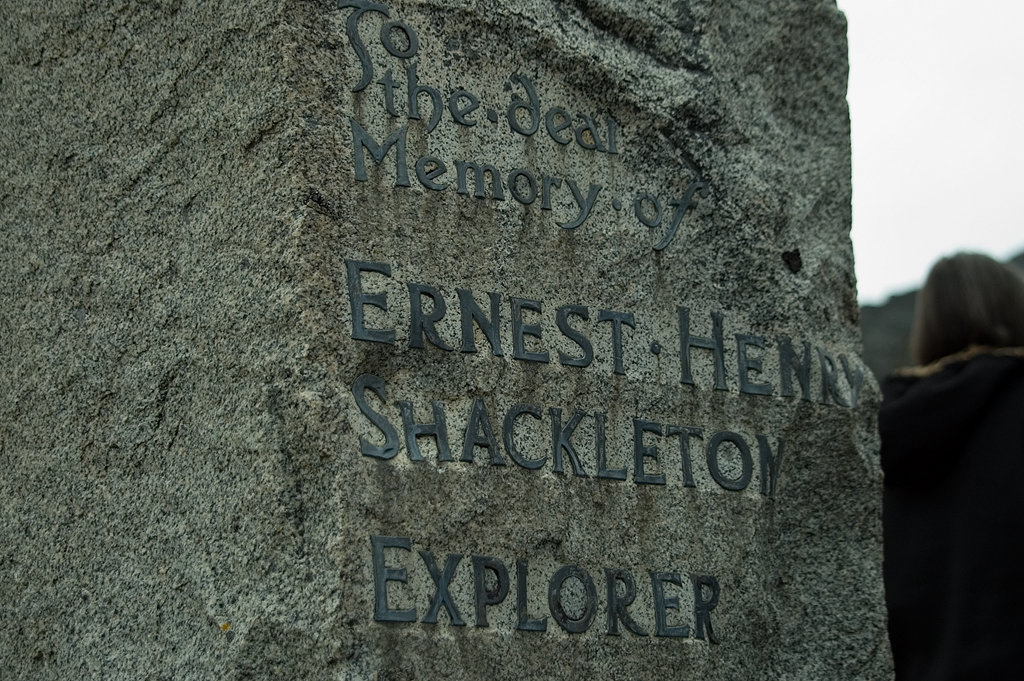 To
the·dear
Memory·of
ERNEST·HENRY
SHACKLETON
EXPLORER